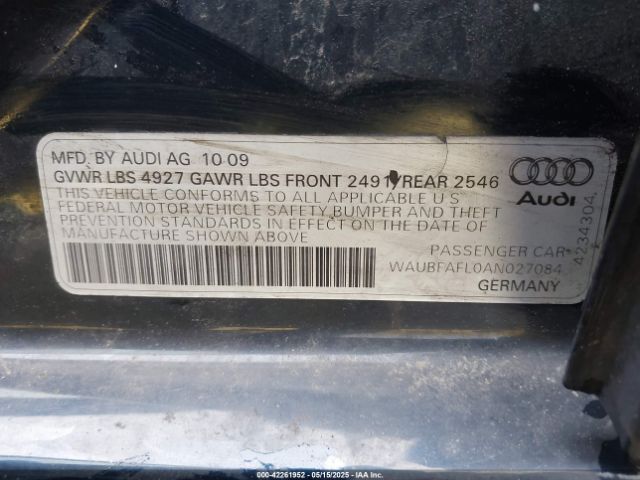 MFD. BY AUDI AG 10 09
GVWR LBS 4927 GAWR LBS FRONT 2491 REAR 2546
THIS VEHICLE CONFORMS TO ALL APPLICABLE U S
FEDERAL MOTOR VEHICLE SAFETY, BUMPER AND THEFT
PREVENTION STANDARDS IN EFFECT ON THE DATE OF
MANUFACTURE SHOWN ABOVE
PASSENGER CAR
WAUBFAFL0AN027084
GERMANY
Audi
4234304
000-42261952 - 05/15/2025 - IAA Inc.